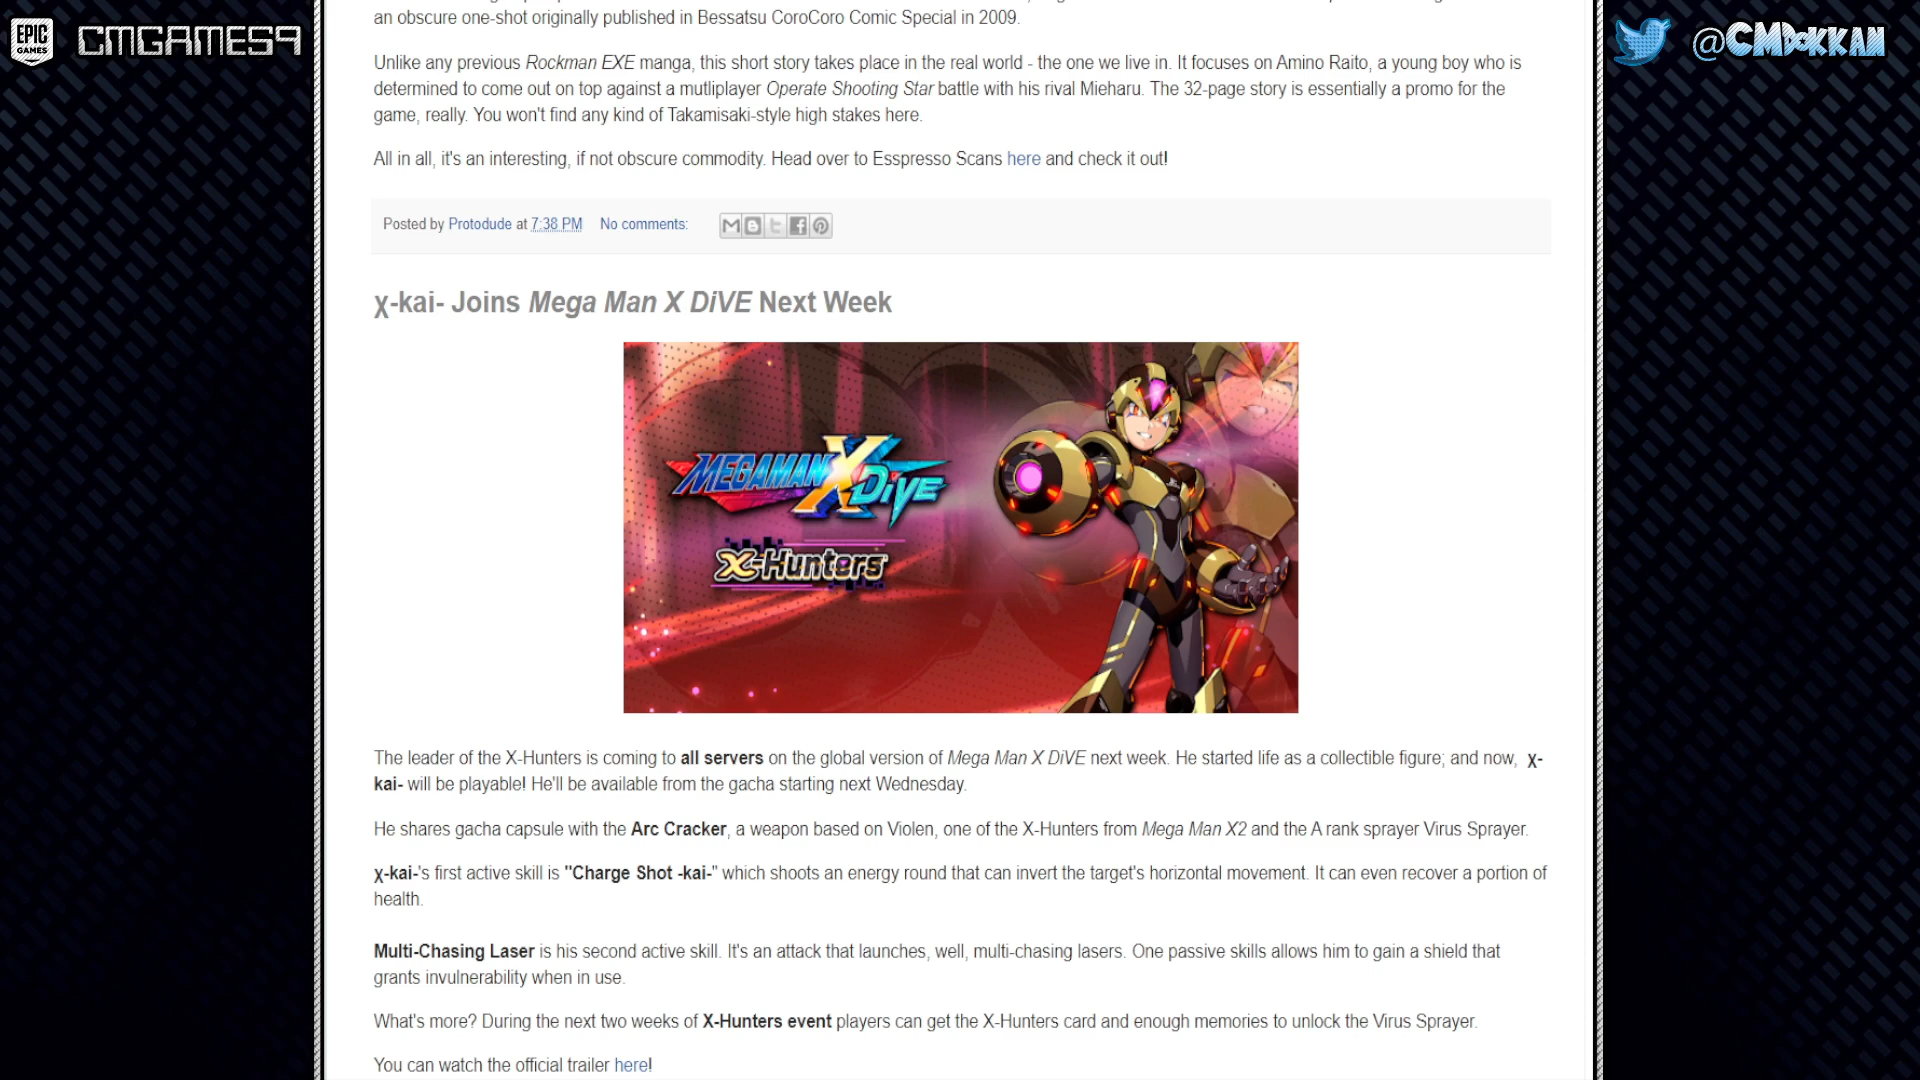 EPIC GAMES CMGAMES9
@CMDOKKAN
an obscure one-shot originally published in Bessatsu CoroCoro Comic Special in 2009.
Unlike any previous Rockman EXE manga, this short story takes place in the real world - the one we live in. It focuses on Amino Raito, a young boy who is
determined to come out on top against a mutliplayer Operate Shooting Star battle with his rival Mieharu. The 32-page story is essentially a promo for the
game, really. You won't find any kind of Takamisaki-style high stakes here.
All in all, it's an interesting, if not obscure commodity. Head over to Esspresso Scans here and check it out!
Posted by Protodude at 7:38 PM No comments:
χ-kai- Joins Mega Man X DiVE Next Week
MEGAMAN X DiVE
X-Hunters
The leader of the X-Hunters is coming to all servers on the global version of Mega Man X DiVE next week. He started life as a collectible figure; and now, χ-
kai- will be playable! He'll be available from the gacha starting next Wednesday.
He shares gacha capsule with the Arc Cracker, a weapon based on Violen, one of the X-Hunters from Mega Man X2 and the A rank sprayer Virus Sprayer.
χ-kai-'s first active skill is "Charge Shot -kai-" which shoots an energy round that can invert the target's horizontal movement. It can even recover a portion of
health.
Multi-Chasing Laser is his second active skill. It's an attack that launches, well, multi-chasing lasers. One passive skills allows him to gain a shield that
grants invulnerability when in use.
What's more? During the next two weeks of X-Hunters event players can get the X-Hunters card and enough memories to unlock the Virus Sprayer.
You can watch the official trailer here!